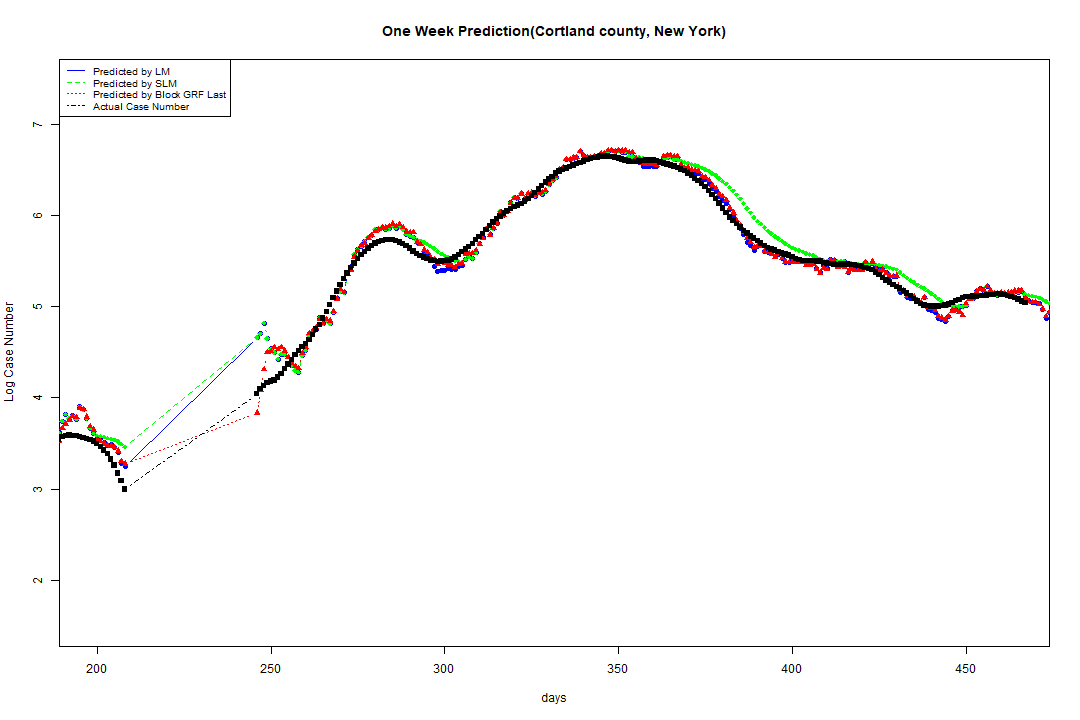 One Week Prediction(Cortland county, New York)
Predicted by LM
Predicted by SLM
Predicted by Block GRF Last
Actual Case Number
7
6
5
4
3
2
Log Case Number
200 250 300 350 400 450
days